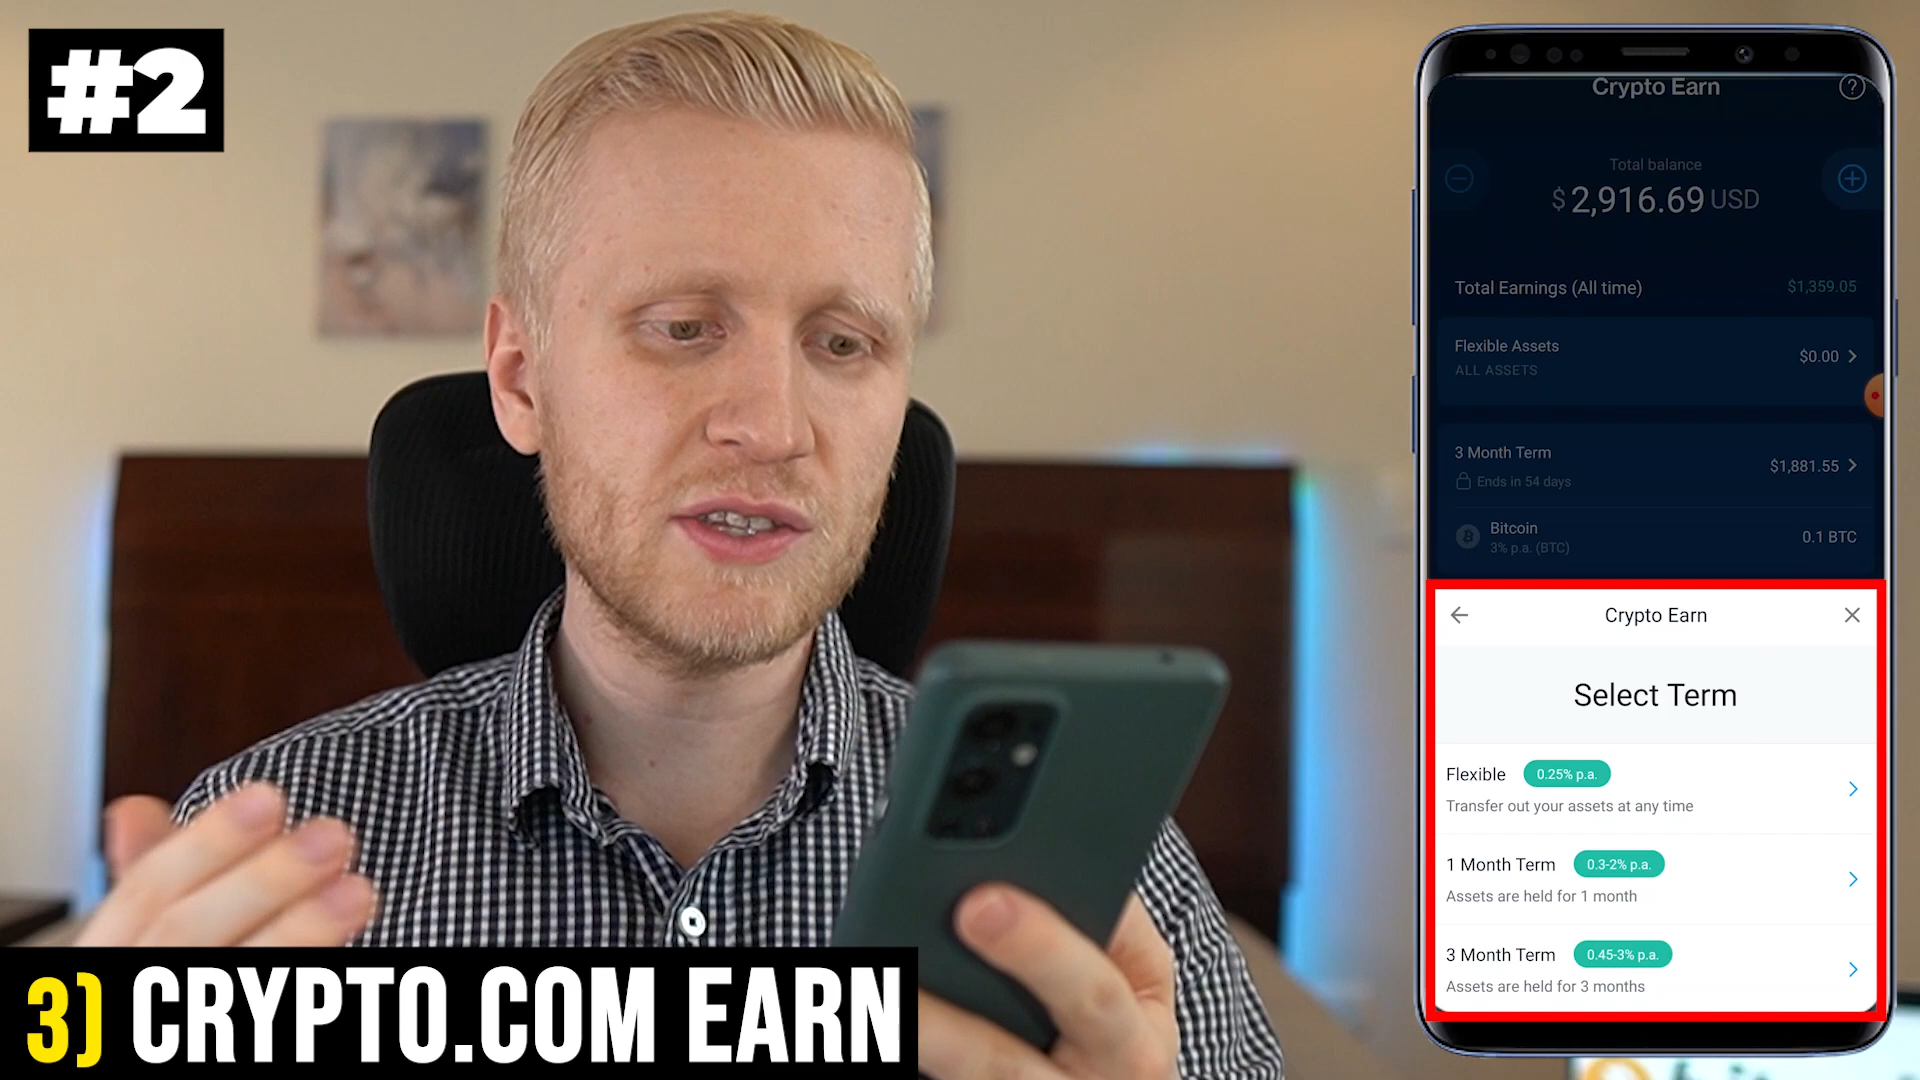 #2
Crypto Earn
Total balance
$ 2,916.69 USD
Total Earnings (All time) $1,359.05
Flexible Assets
ALL ASSETS
$0.00
3 Month Term
Ends in 54 days
$1,881.55
Bitcoin
3% p.a. (BTC)
0.1 BTC
Crypto Earn
Select Term
Flexible 0.25% p.a.
Transfer out your assets at any time
1 Month Term 0.3-2% p.a.
Assets are held for 1 month
3 Month Term 0.45-3% p.a.
Assets are held for 3 months
3) CRYPTO.COM EARN